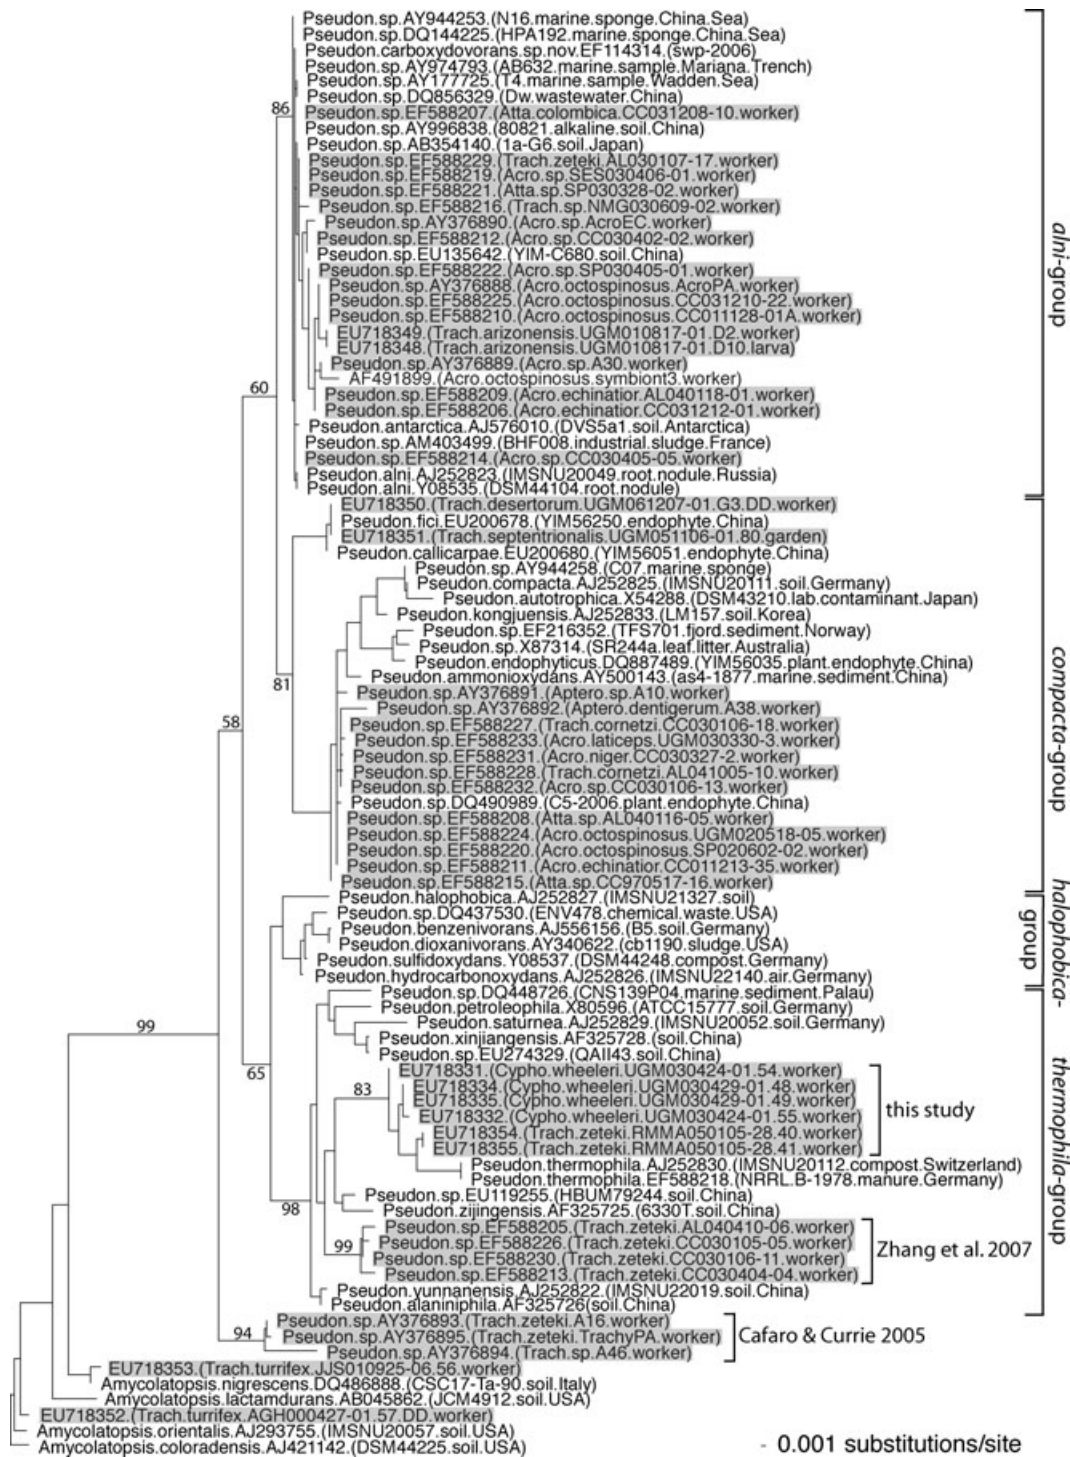 Pseudon.sp.AY944253.(N16.marine.sponge.China.Sea)
Pseudon.sp.DQ144225.(HPA192.marine.sponge.China.Sea)
Pseudon.carboxydovorans.sp.nov.EF114314.(swp-2006)
Pseudon.sp.AY974793.(AB632.marine.sample.Mariana.Trench)
Pseudon.sp.AY177725.(T4.marine.sample.Wadden.Sea)
Pseudon.sp.DQ856329.(Dw.wastewater.China)
86
Pseudon.sp.EF588207.(Atta.colombica.CC031208-10.worker)
Pseudon.sp.AY996838.(80821.alkaline.soil.China)
Pseudon.sp.AB354140.(1a-G6.soil.Japan)
Pseudon.sp.EF588229.(Trach.zeteki.AL030107-17.worker)
Pseudon.sp.EF588219.(Acro.sp.SES030406-01.worker)
Pseudon.sp.EF588221.(Atta.sp.SP030328-02.worker)
Pseudon.sp.EF588216.(Trach.sp.NMG030609-02.worker)
Pseudon.sp.AY376890.(Acro.sp.AcroEC.worker)
Pseudon.sp.EF588212.(Acro.sp.CC030402-02.worker)
Pseudon.sp.EU135642.(YIM-C680.soil.China)
Pseudon.sp.EF588222.(Acro.sp.SP030405-01.worker)
Pseudon.sp.AY376888.(Acro.octospinosus.AcroPA.worker)
Pseudon.sp.EF588225.(Acro.octospinosus.CC031210-22.worker)
Pseudon.sp.EF588210.(Acro.octospinosus.CC011128-01A.worker)
EU718349.(Trach.arizonensis.UGM010817-01.D2.worker)
EU718348.(Trach.arizonensis.UGM010817-01.D10.larva)
Pseudon.sp.AY376889.(Acro.sp.A30.worker)
AF491899.(Acro.octospinosus.symbiont3.worker)
60
Pseudon.sp.EF588209.(Acro.echinatior.AL040118-01.worker)
Pseudon.sp.EF588206.(Acro.echinatior.CC031212-01.worker)
Pseudon.antarctica.AJ576010.(DVS5a1.soil.Antarctica)
Pseudon.sp.AM403499.(BHF008.industrial.sludge.France)
Pseudon.sp.EF588214.(Acro.sp.CC030405-05.worker)
Pseudon.alni.AJ252823.(IMSNU20049.root.nodule.Russia)
Pseudon.alni.Y08535.(DSM44104.root.nodule)
alni-group
EU718350.(Trach.desertorum.UGM061207-01.G3.DD.worker)
Pseudon.fici.EU200678.(YIM56250.endophyte.China)
EU718351.(Trach.septentrionalis.UGM051106-01.80.garden)
Pseudon.callicarpae.EU200680.(YIM56051.endophyte.China)
Pseudon.sp.AY944258.(C07.marine.sponge)
Pseudon.compacta.AJ252825.(IMSNU20111.soil.Germany)
Pseudon.autotrophica.X54288.(DSM43210.lab.contaminant.Japan)
Pseudon.kongjuensis.AJ252833.(LM157.soil.Korea)
Pseudon.sp.EF216352.(TFS701.fjord.sediment.Norway)
Pseudon.sp.X87314.(SR244a.leaf.litter.Australia)
Pseudon.endophyticus.DQ887489.(YIM56035.plant.endophyte.China)
Pseudon.ammonioxydans.AY500143.(as4-1877.marine.sediment.China)
81
Pseudon.sp.AY376891.(Aptero.sp.A10.worker)
Pseudon.sp.AY376892.(Aptero.dentigerum.A38.worker)
58
Pseudon.sp.EF588227.(Trach.cornetzi.CC030106-18.worker)
Pseudon.sp.EF588233.(Acro.laticeps.UGM030330-3.worker)
Pseudon.sp.EF588231.(Acro.niger.CC030327-2.worker)
Pseudon.sp.EF588228.(Trach.cornetzi.AL041005-10.worker)
Pseudon.sp.EF588232.(Acro.sp.CC030106-13.worker)
Pseudon.sp.DQ490989.(C5-2006.plant.endophyte.China)
Pseudon.sp.EF588208.(Atta.sp.AL040116-05.worker)
Pseudon.sp.EF588224.(Acro.octospinosus.UGM020518-05.worker)
Pseudon.sp.EF588220.(Acro.octospinosus.SP020602-02.worker)
Pseudon.sp.EF588211.(Acro.echinatior.CC011213-35.worker)
Pseudon.sp.EF588215.(Atta.sp.CC970517-16.worker)
compacta-group
Pseudon.halophobica.AJ252827.(IMSNU21327.soil)
Pseudon.sp.DQ437530.(ENV478.chemical.waste.USA)
Pseudon.benzenivorans.AJ556156.(B5.soil.Germany)
Pseudon.dioxanivorans.AY340622.(cb1190.sludge.USA)
Pseudon.sulfidoxydans.Y08537.(DSM44248.compost.Germany)
Pseudon.hydrocarbonoxydans.AJ252826.(IMSNU22140.air.Germany)
halophobica-
group
Pseudon.sp.DQ448726.(CNS139P04.marine.sediment.Palau)
Pseudon.petroleophila.X80596.(ATCC15777.soil.Germany)
Pseudon.saturnea.AJ252829.(IMSNU20052.soil.Germany)
99
Pseudon.xinjiangensis.AF325728.(soil.China)
Pseudon.sp.EU274329.(QAII43.soil.China)
65
EU718331.(Cypho.wheeleri.UGM030424-01.54.worker)
83
EU718334.(Cypho.wheeleri.UGM030429-01.48.worker)
EU718335.(Cypho.wheeleri.UGM030429-01.49.worker)
EU718332.(Cypho.wheeleri.UGM030424-01.55.worker)
EU718354.(Trach.zeteki.RMMA050105-28.40.worker)
EU718355.(Trach.zeteki.RMMA050105-28.41.worker)
this study
Pseudon.thermophila.AJ252830.(IMSNU20112.compost.Switzerland)
Pseudon.thermophila.EF588218.(NRRL.B-1978.manure.Germany)
Pseudon.sp.EU119255.(HBUM79244.soil.China)
98
Pseudon.zijingensis.AF325725.(6330T.soil.China)
Pseudon.sp.EF588205.(Trach.zeteki.AL040410-06.worker)
99
Pseudon.sp.EF588226.(Trach.zeteki.CC030105-05.worker)
Pseudon.sp.EF588230.(Trach.zeteki.CC030106-11.worker)
Pseudon.sp.EF588213.(Trach.zeteki.CC030404-04.worker)
Zhang et al. 2007
Pseudon.yunnanensis.AJ252822.(IMSNU22019.soil.China)
Pseudon.alaniniphila.AF325726(soil.China)
thermophila-group
Pseudon.sp.AY376893.(Trach.zeteki.A16.worker)
94
Pseudon.sp.AY376895.(Trach.zeteki.TrachyPA.worker)
Pseudon.sp.AY376894.(Trach.sp.A46.worker)
Cafaro & Currie 2005
EU718353.(Trach.turrifex.JJS010925-06.56.worker)
Amycolatopsis.nigrescens.DQ486888.(CSC17-Ta-90.soil.Italy)
Amycolatopsis.lactamdurans.AB045862.(JCM4912.soil.USA)
EU718352.(Trach.turrifex.AGH000427-01.57.DD.worker)
Amycolatopsis.orientalis.AJ293755.(IMSNU20057.soil.USA)
Amycolatopsis.coloradensis.AJ421142.(DSM44225.soil.USA)
- 0.001 substitutions/site